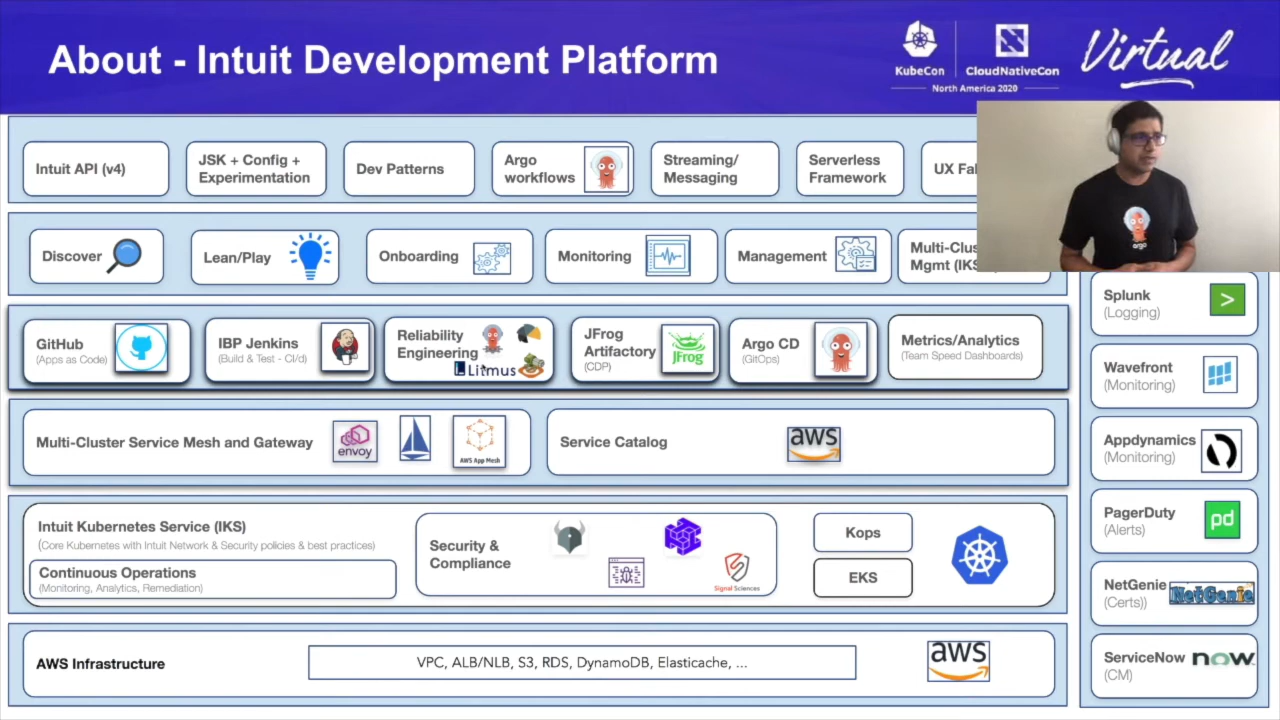 About - Intuit Development Platform
KubeCon
CloudNativeCon
North America 2020
Virtual
Intuit API (v4)
JSK + Config +
Experimentation
Dev Patterns
Argo
workflows
Streaming/
Messaging
Serverless
Framework
UX
argo
Discover
Lean/Play
Onboarding
Monitoring
Management
Mgmt (IKS
GitHub
(Apps as Code)
IBP Jenkins
(Build & Test - CI/d)
Reliability
Engineering
Litmus
JFrog
Artifactory
(CDP)
JFrog
Argo CD
(GitOps)
Metrics/Analytics
(Team Speed Dashboards)
Multi-Cluster Service Mesh and Gateway
envoy
AWS App Mesh
Service Catalog
aws
Intuit Kubernetes Service (IKS)
(Core Kubernetes with Intuit Network & Security policies & best practices)
Continuous Operations
(Monitoring, Analytics, Remediation)
Security &
Compliance
Signal Sciences
Kops
EKS
AWS Infrastructure
VPC, ALB/NLB, S3, RDS, DynamoDB, Elasticache, ...
aws
Splunk
(Logging)
>
Wavefront
(Monitoring)
Appdynamics
(Monitoring)
PagerDuty
(Alerts)
pd
NetGenie
(Certs))
NetGenie
ServiceNow
(CM)
now